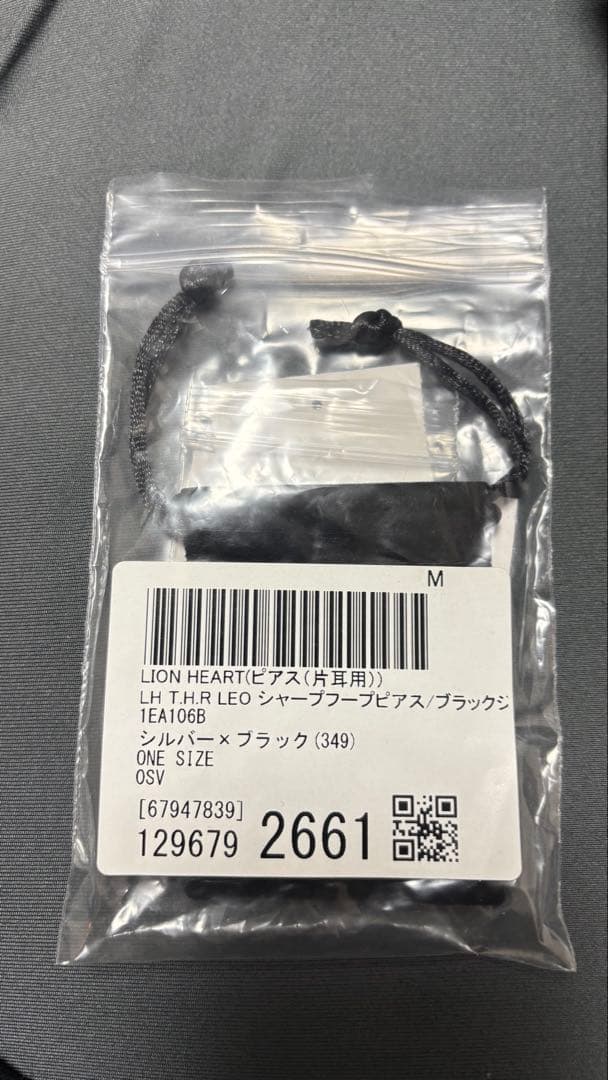 M
LION HEART(ピアス(片耳用))
LH T.H.R LEO シャープフープピアス/ブラックジ
1EA106B
シルバー×ブラック(349)
ONE SIZE
OSV
[67947839]
129679 2661